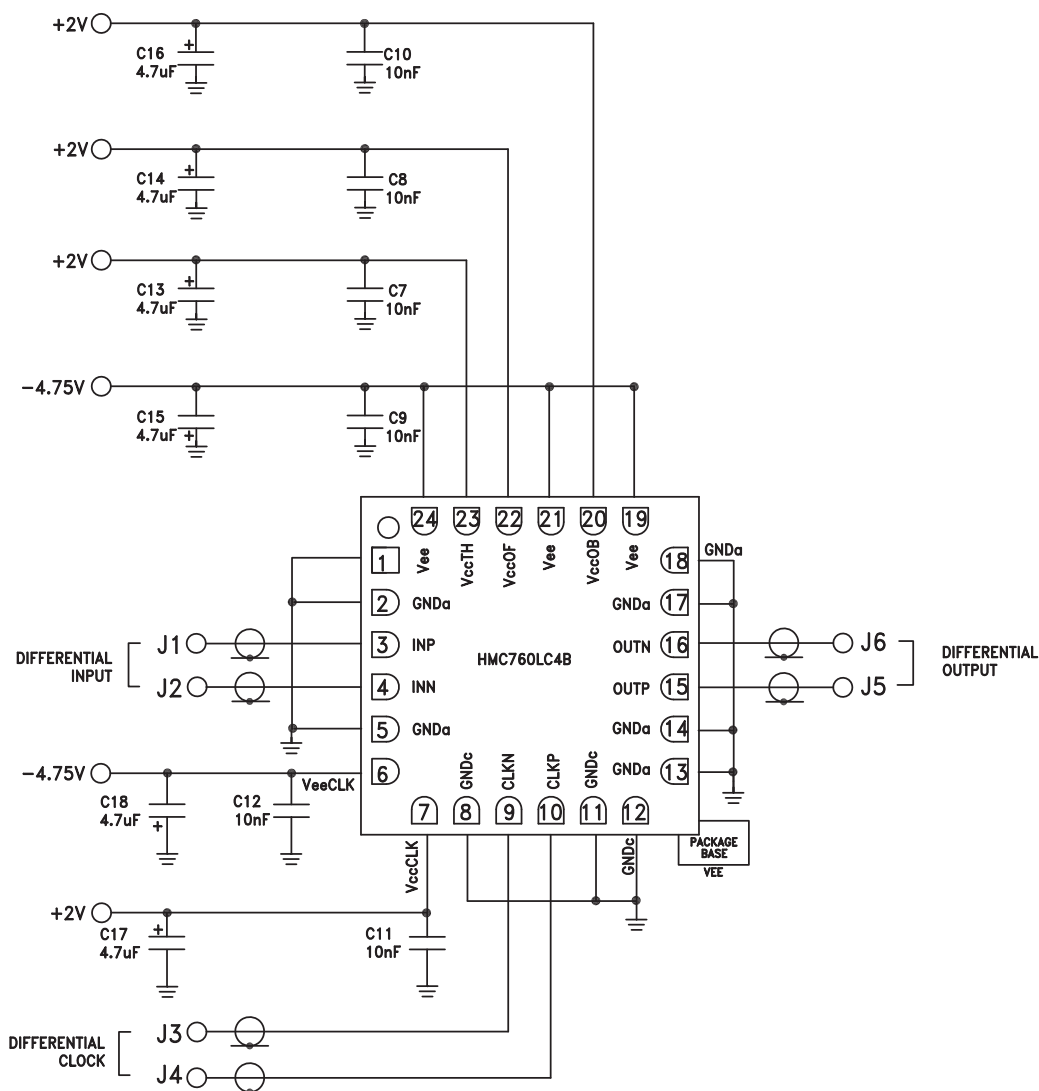 +2V
C16
4.7uF
+
C10
10nF
+2V
C14
4.7uF
+
C8
10nF
+2V
C13
4.7uF
+
C7
10nF
-4.75V
C15
4.7uF
+
C9
10nF
24
23
22
21
20
19
Vee
VccTH
VccOF
Vee
VccOB
Vee
1
18
GNDa
2
GNDa
GNDa
17
J1
3
INP
OUTN
16
J6
DIFFERENTIAL
INPUT
HMC760LC4B
DIFFERENTIAL
OUTPUT
J2
4
INN
OUTP
15
J5
5
GNDa
GNDa
14
-4.75V
VeeCLK
6
GNDc
CLKN
CLKP
GNDc
GNDa
13
C18
4.7uF
+
C12
10nF
7
8
9
10
11
12
VccCLK
GNDc
PACKAGE
BASE
VEE
+2V
C17
4.7uF
+
C11
10nF
DIFFERENTIAL
CLOCK
J3
J4